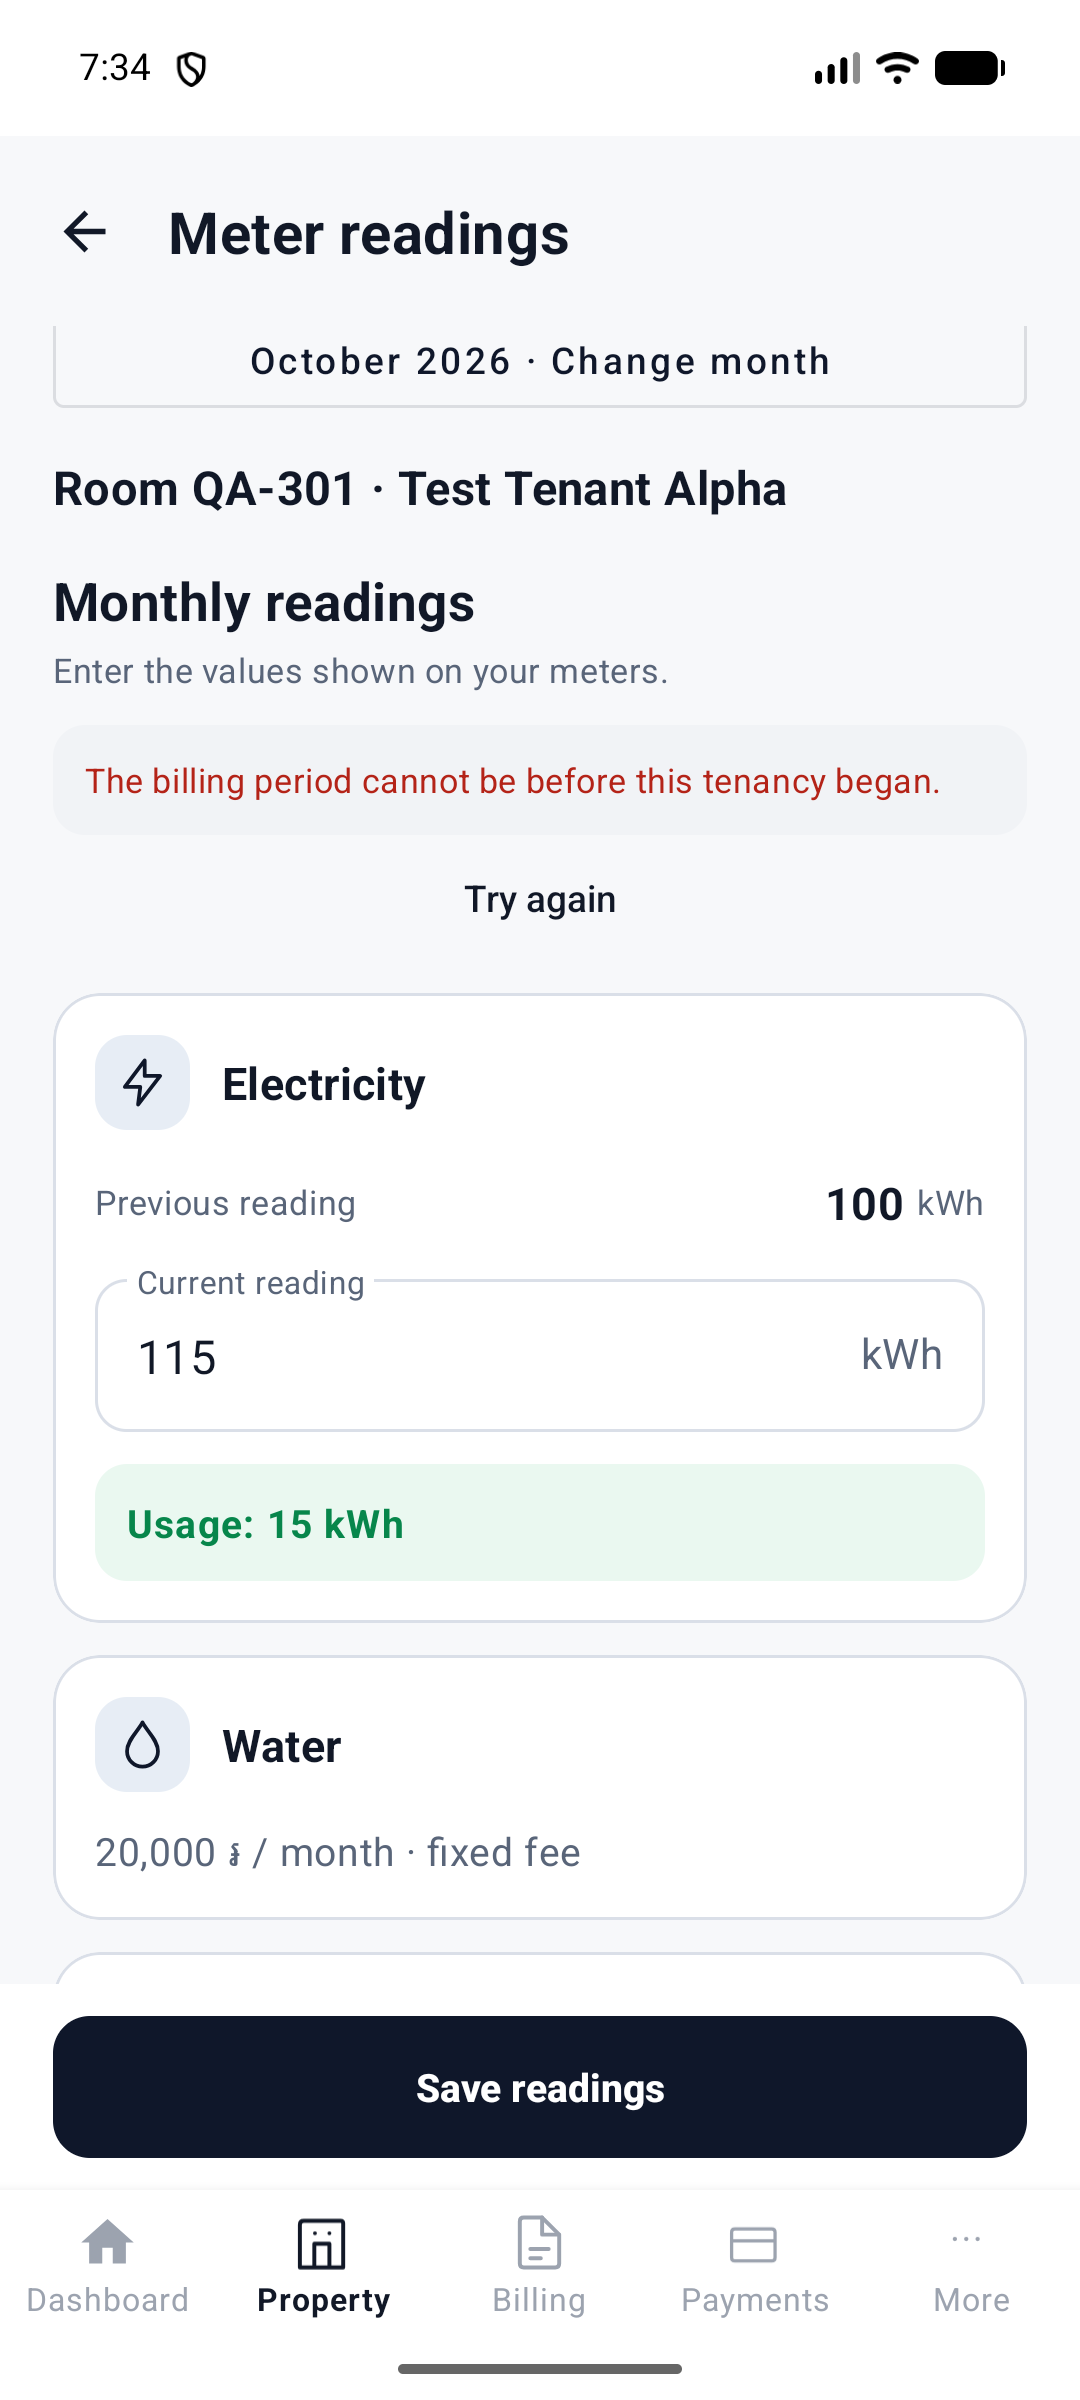 7:34
Meter readings
October 2026 · Change month
Room QA-301 · Test Tenant Alpha
Monthly readings
Enter the values shown on your meters.
The billing period cannot be before this tenancy began.
Try again
Electricity
Previous reading 100 kWh
Current reading
115 kWh
Usage: 15 kWh
Water
20,000 ៛ / month · fixed fee
Save readings
Dashboard Property Billing Payments More